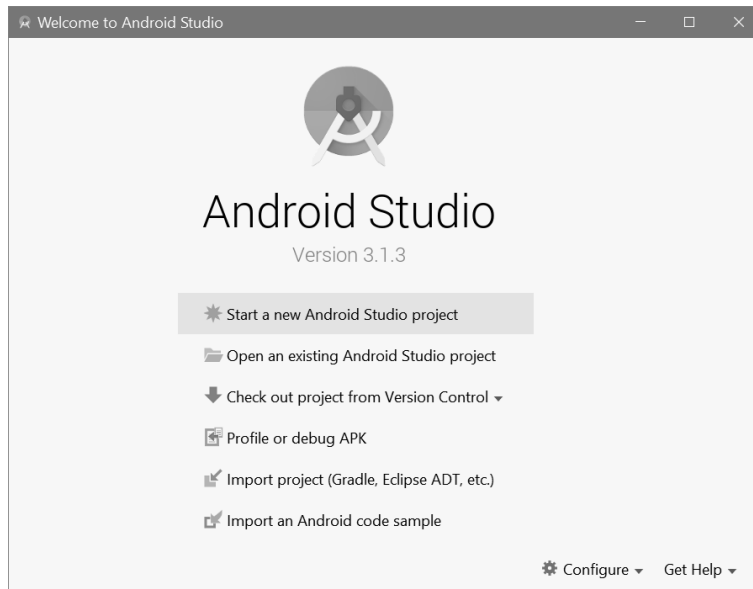 Welcome to Android Studio
Android Studio
Version 3.1.3
Start a new Android Studio project
Open an existing Android Studio project
Check out project from Version Control
Profile or debug APK
Import project (Gradle, Eclipse ADT, etc.)
Import an Android code sample
Configure Get Help